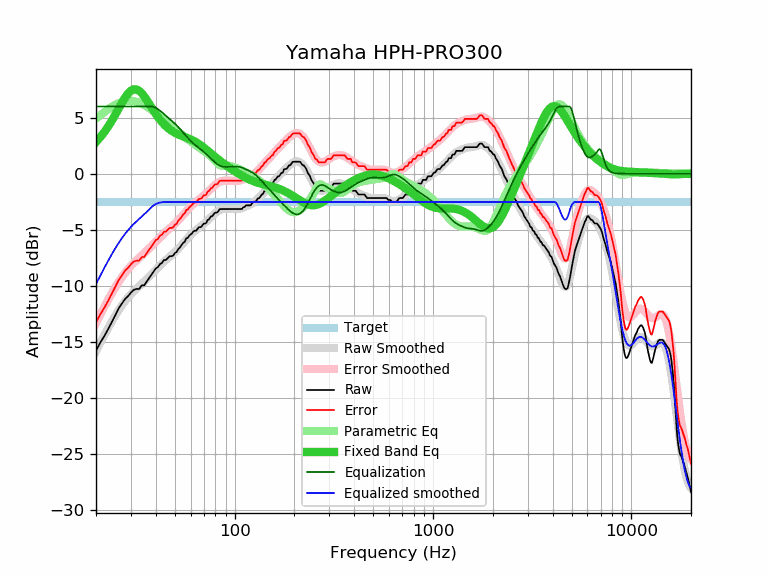 Yamaha HPH-PRO300
Amplitude (dBr)
5
0
−5
−10
−15
−20
−25
−30
Target
Raw Smoothed
Error Smoothed
Raw
Error
Parametric Eq
Fixed Band Eq
Equalization
Equalized smoothed
100
1000
10000
Frequency (Hz)